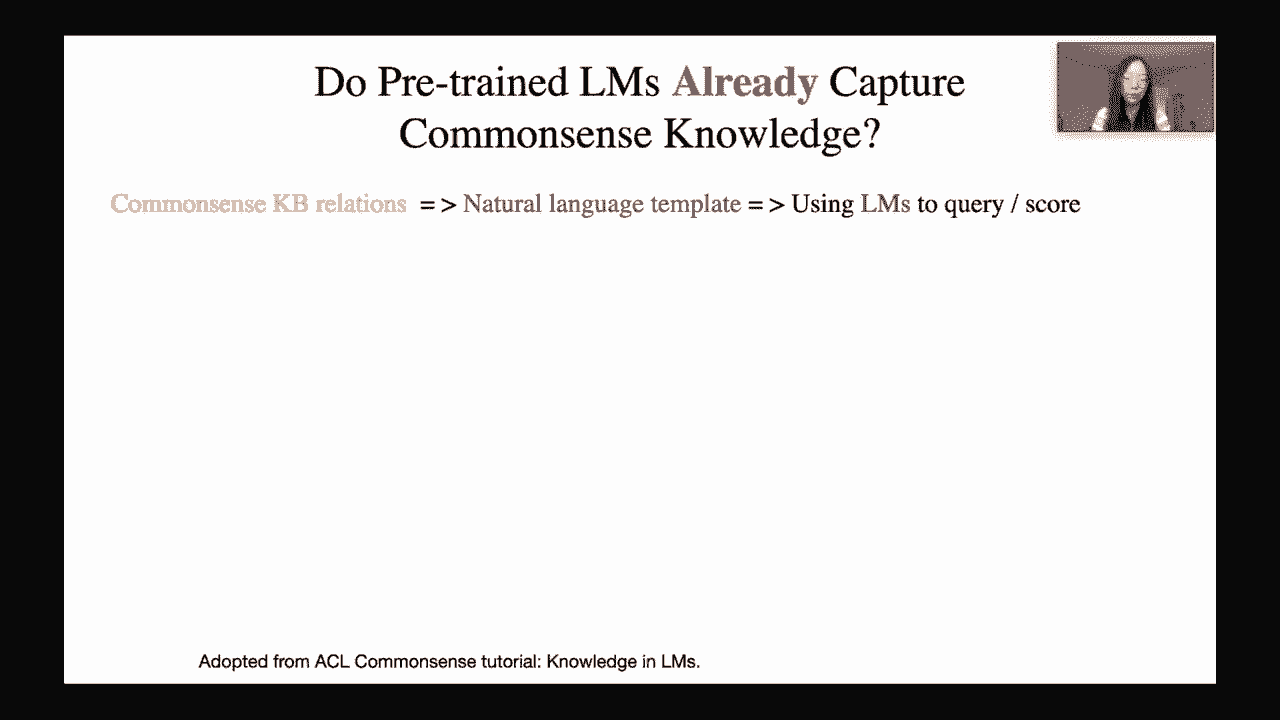 Do Pre-trained LMs Already Capture
Commonsense Knowledge?
Commonsense KB relations => Natural language template => Using LMs to query / score
Adopted from ACL Commonsense tutorial: Knowledge in LMs.